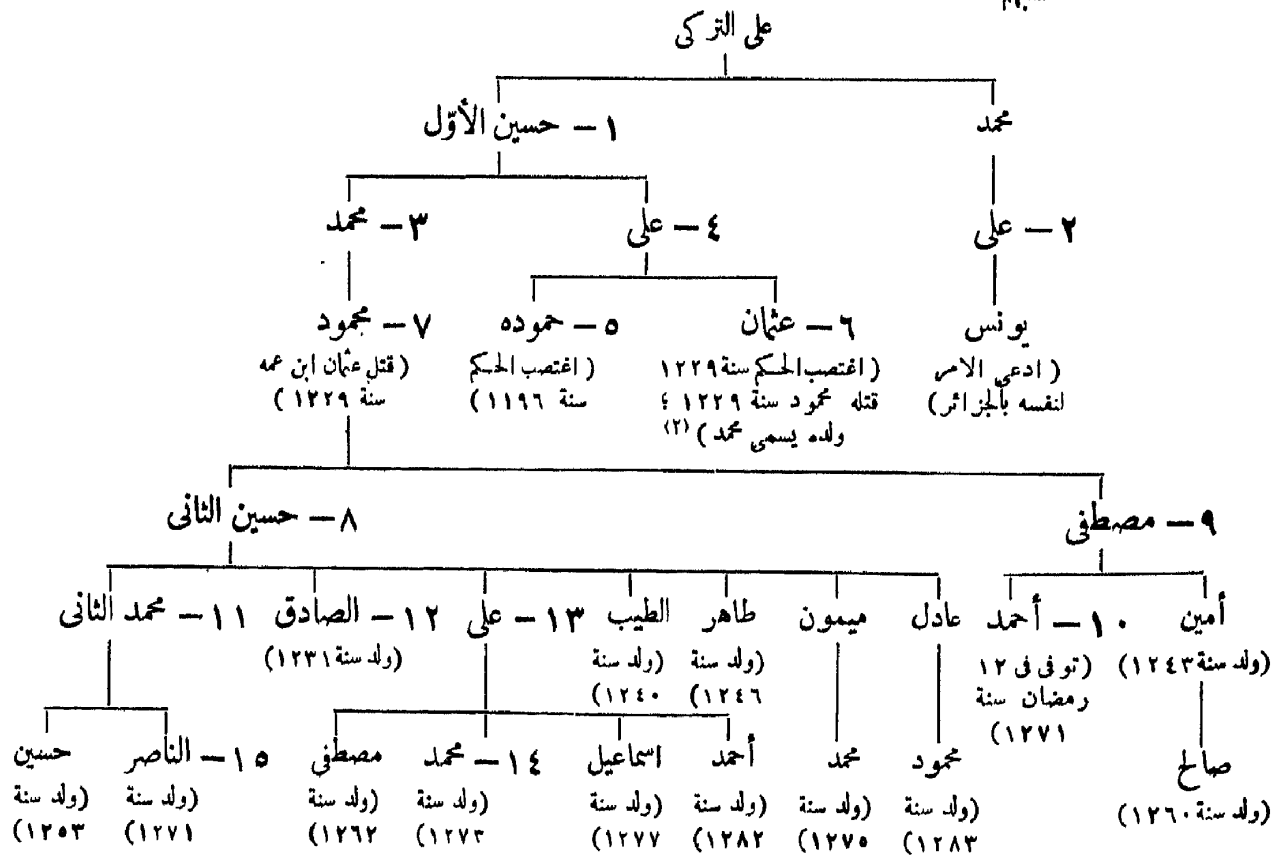 على التركى
محمد
١ – حسين الأوّل
٢ – على
٤ – على
٣ – محمد
يونس
(ادعى الامر
لنفسه بالجزائر)
٦ – عثمان
(اغتصب الحكم سنة ١٢٢٩
قتله محمود سنة ١٢٢٩ ؛
ولده يسمى محمد) (٢)
٥ – حموده
(اغتصب الحكم
سنة ١١٩٦)
٧ – محمود
(قتل عثمان ابن عمه
سنة ١٢٢٩)
٩ – مصطفى
٨ – حسين الثانى
أمين
(ولد سنة ١٢٤٣)
١٠ – أحمد
(توفى فى ١٢
رمضان سنة
١٢٧١)
عادل
ميمون
طاهر
(ولد سنة
١٢٤٦)
الطيب
(ولد سنة
١٢٤٠)
١٣ – على
١٢ – الصادق
(ولد سنة ١٢٣١)
١١ – محمد الثانى
صالح
(ولد سنة ١٢٦٠)
محمود
(ولد سنة
١٢٨٣)
محمد
(ولد سنة
١٢٧٥)
أحمد
(ولد سنة
١٢٨٢)
اسماعيل
(ولد سنة
١٢٧٧)
١٤ – محمد
(ولد سنة
١٢٧٣)
مصطفى
(ولد سنة
١٢٦٢)
١٥ – الناصر
(ولد سنة
١٢٧١)
حسين
(ولد سنة
١٢٥٣)